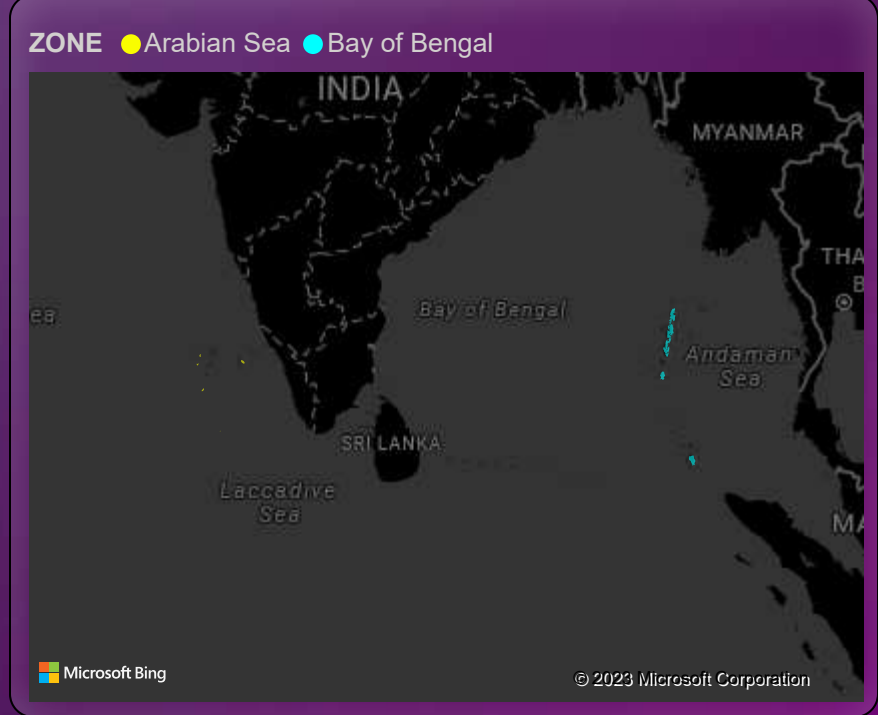 ZONE Arabian Sea Bay of Bengal
INDIA
MYANMAR
THA
B
ea
Bay of Bengal
Andaman
Sea
SRI LANKA
Laccadive
Sea
MA
Microsoft Bing
© 2023 Microsoft Corporation